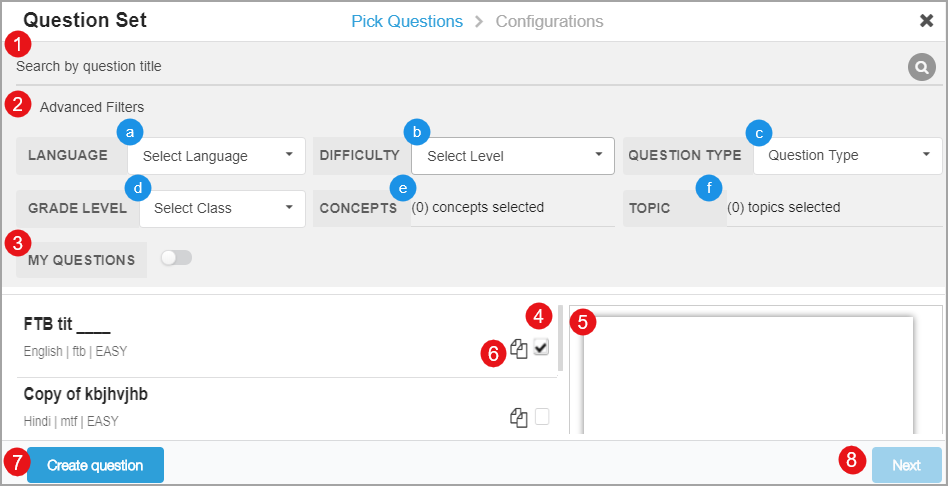 Question Set Pick Questions > Configurations ×
1
Search by question title
2 Advanced Filters
a b c
LANGUAGE Select Language DIFFICULTY Select Level QUESTION TYPE Question Type
d e f
GRADE LEVEL Select Class CONCEPTS (0) concepts selected TOPIC (0) topics selected
3
MY QUESTIONS
FTB tit ____ 4 5
English | ftb | EASY 6
Copy of kbjhvjhb
Hindi | mtf | EASY
7 Create question 8 Next